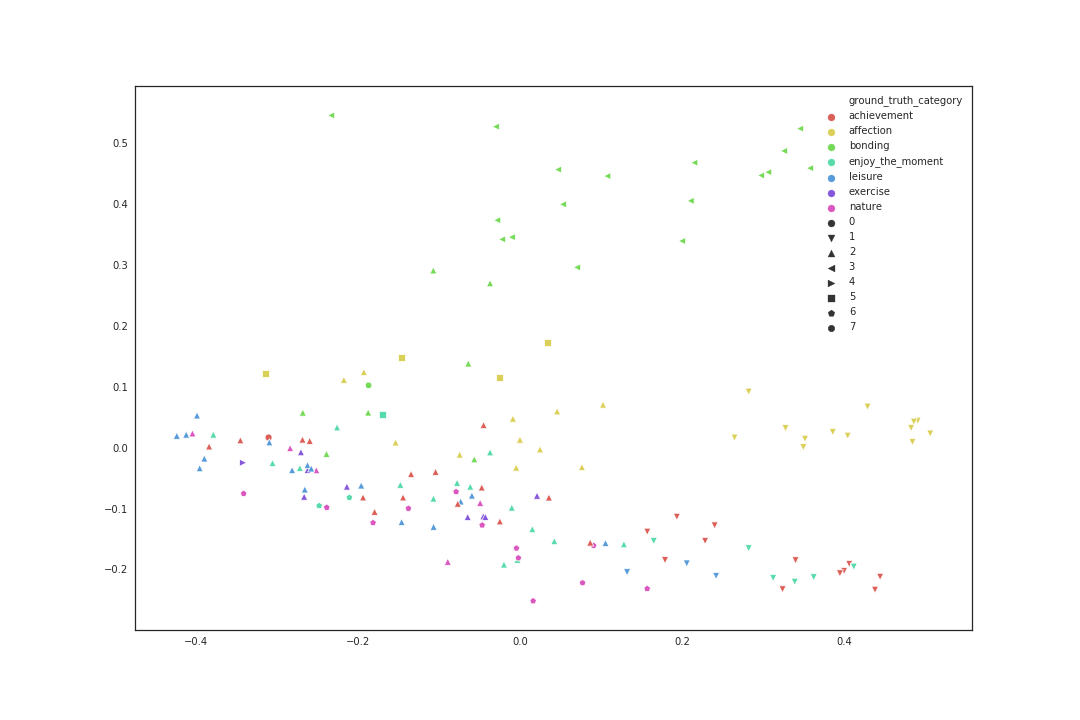 ground_truth_category
achievement
affection
bonding
enjoy_the_moment
leisure
exercise
nature
0
1
2
3
4
5
6
7
0.5
0.4
0.3
0.2
0.1
0.0
−0.1
−0.2
−0.4
−0.2
0.0
0.2
0.4